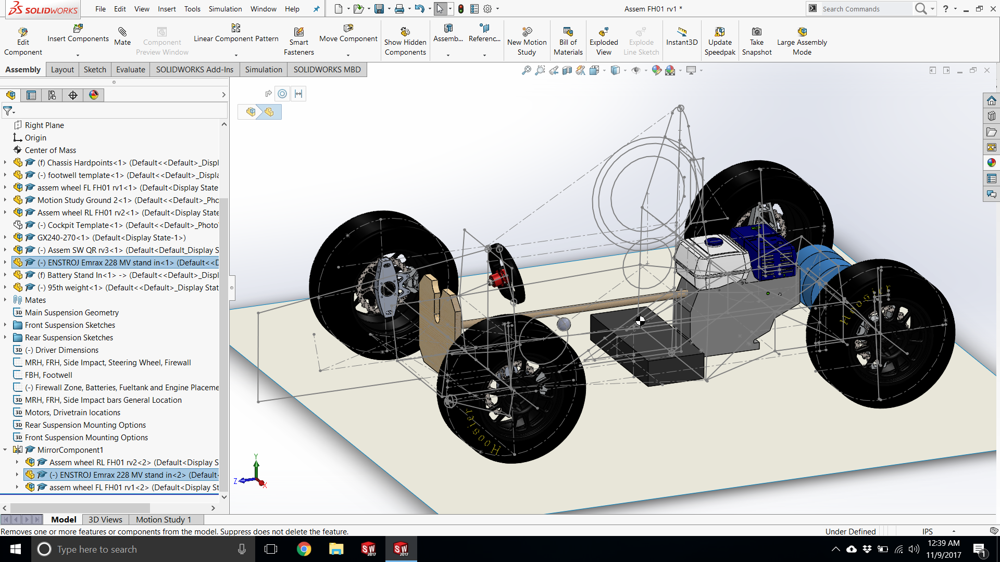 SOLIDWORKS File Edit View Insert Tools Simulation Window Help Assem FH01 rv1 * Search Commands ?
Edit Component
Insert Components
Mate
Component Preview Window
Linear Component Pattern
Smart Fasteners
Move Component
Show Hidden Components
Assemb...
Referenc...
New Motion Study
Bill of Materials
Exploded View
Explode Line Sketch
Instant3D
Update Speedpak
Take Snapshot
Large Assembly Mode
Assembly Layout Sketch Evaluate SOLIDWORKS Add-Ins Simulation SOLIDWORKS MBD
Right Plane
Origin
Center of Mass
(f) Chassis Hardpoints<1> (Default<<Default>_Displ
(-) footwell template<1> (Default<<Default>_Displa
assem wheel FL FH01 rv1<1> (Default<Display State
Motion Study Ground 2<1> (Default<<Default>_Phc
Assem wheel RL FH01 rv2<1> (Default<Display State
(-) Cockpit Template<1> (Default<<Default>_Photo
GX240-270<1> (Default<Display State-1>)
(-) Assem SW QR rv3<1> (Default<Default_Display S
(-) ENSTROJ Emrax 228 MV stand in<1> (Default<<D
(f) Battery Stand In<1> -> (Default<<Default>_Displ
(-) 95th weight<1> (Default<<Default>_Display Stat
Mates
3D Main Suspension Geometry
Front Suspension Sketches
Rear Suspension Sketches
3D (-) Driver Dimensions
MRH, FRH, Side Impact, Steering Wheel, Firewall
FBH, Footwell
(-) Firewall Zone, Batteries, Fueltank and Engine Placeme
3D MRH, FRH, Side Impact bars General Location
3D Motors, Drivetrain locations
3D Rear Suspension Mounting Options
3D Front Suspension Mounting Options
MirrorComponent1
Assem wheel RL FH01 rv2<2> (Default<Display S
(-) ENSTROJ Emrax 228 MV stand in<2> (Default<
assem wheel FL FH01 rv1<2> (Default<Display St
Hoosier
Hoosier
Y
Z
X
Model 3D Views Motion Study 1
Removes one or more features or components from the model. Suppress does not delete the feature. Under Defined IPS
Type here to search
SW 2017
SW 2017
12:39 AM
11/9/2017
1